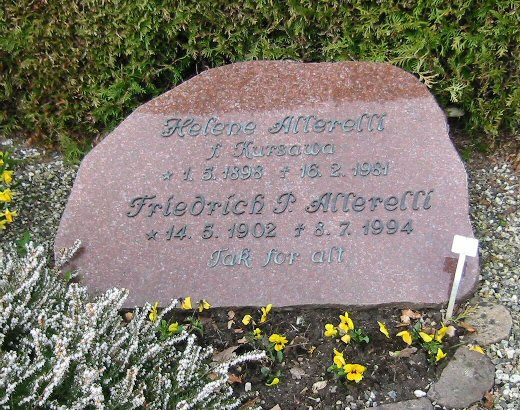 Helene Allerelli
f. Kursawa
* 1. 5. 1898 ✝ 16. 2. 1981
Friedrich P. Allerelli
* 14. 5. 1902 ✝ 8. 7. 1994
Tak for alt